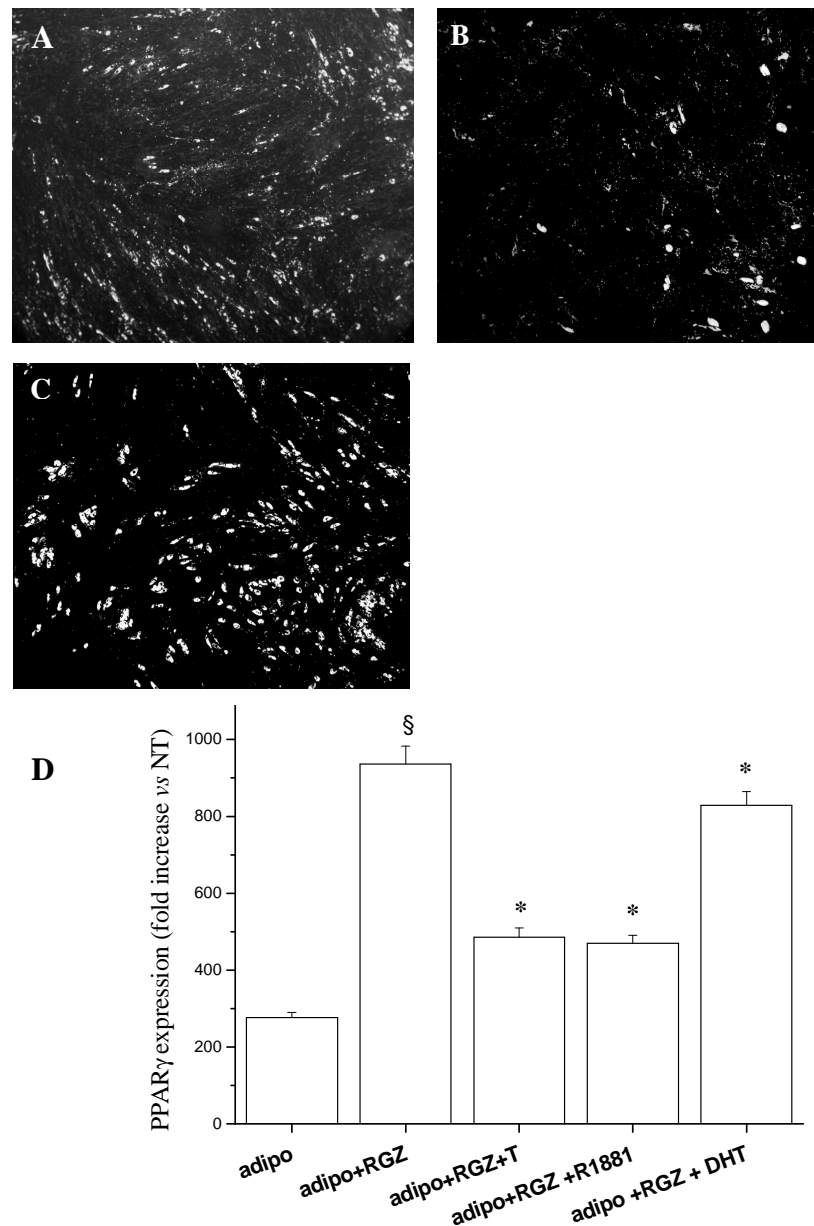 A
B
C
D
PPARγ expression (fold increase vs NT)
1000
800
600
400
200
0
§
*
*
*
adipo
adipo+RGZ
adipo+RGZ+T
adipo+RGZ +R1881
adipo +RGZ + DHT